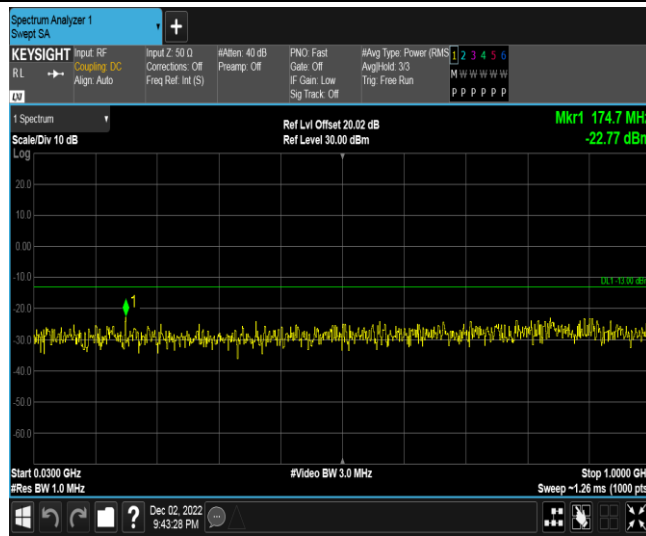 Spectrum Analyzer 1
Swept SA
KEYSIGHT Input: RF Input Z: 50 Ω #Atten: 40 dB PNO: Fast #Avg Type: Power (RMS 1 2 3 4 5 6
RL Coupling: DC Corrections: Off Preamp: Off Gate: Off Avg|Hold: 3/3 M W W W W W
Align: Auto Freq Ref: Int (S) IF Gain: Low Trig: Free Run
LXI Sig Track: Off P P P P P P
1 Spectrum Ref Lvl Offset 20.02 dB Mkr1 174.7 MHz
Scale/Div 10 dB Ref Level 30.00 dBm -22.77 dBm
Log
20.0
10.0
0.00
-10.0
DL1 -13.00 dBm
1
-20.0
-30.0
-40.0
-50.0
-60.0
Start 0.0300 GHz #Video BW 3.0 MHz Stop 1.0000 GH
#Res BW 1.0 MHz Sweep ~1.26 ms (1000 pts
? Dec 02, 2022
9:43:28 PM